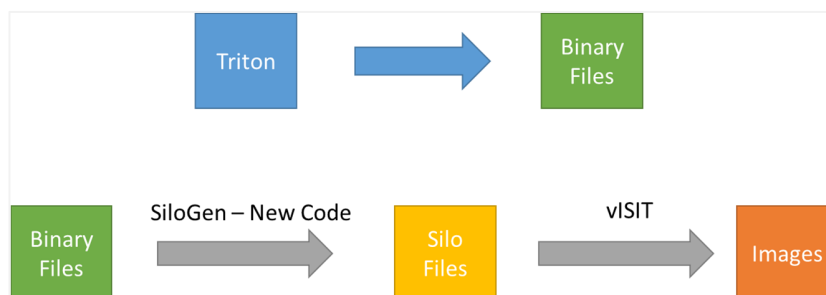 Triton
Binary
Files
SiloGen – New Code
vISIT
Binary
Files
Silo
Files
Images